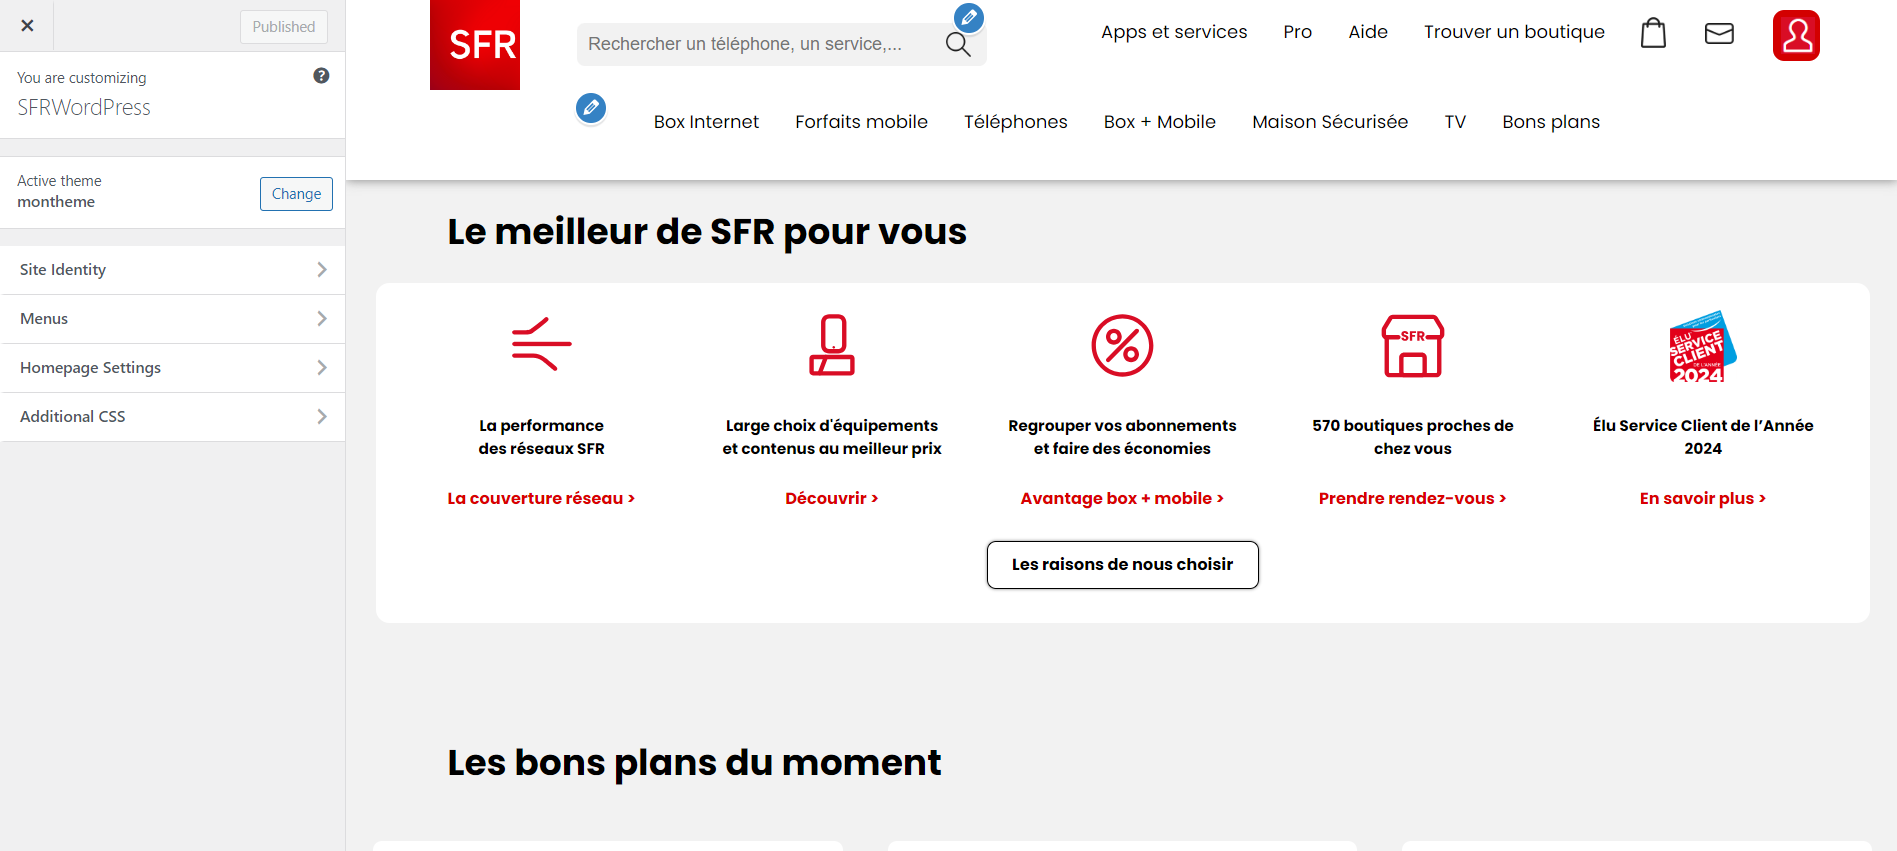 Published
You are customizing
SFRWordPress
Active theme
montheme
Change
Site Identity
Menus
Homepage Settings
Additional CSS
SFR
Rechercher un téléphone, un service,...
Apps et services
Pro
Aide
Trouver un boutique
Box Internet
Forfaits mobile
Téléphones
Box + Mobile
Maison Sécurisée
TV
Bons plans
Le meilleur de SFR pour vous
SFR
ÉLU
SERVICE
CLIENT
DE L'ANNÉE
2024
La performance
des réseaux SFR
La couverture réseau >
Large choix d'équipements
et contenus au meilleur prix
Découvrir >
Regrouper vos abonnements
et faire des économies
Avantage box + mobile >
570 boutiques proches de
chez vous
Prendre rendez-vous >
Élu Service Client de l’Année
2024
En savoir plus >
Les raisons de nous choisir
Les bons plans du moment